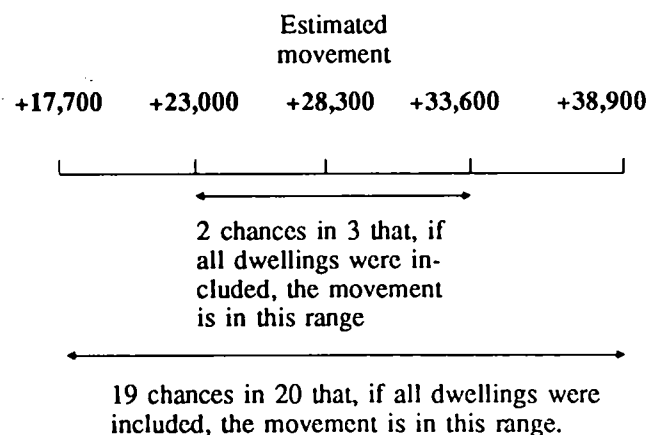 Estimated
movement
+17,700 +23,000 +28,300 +33,600 +38,900
2 chances in 3 that, if
all dwellings were in-
cluded, the movement
is in this range
19 chances in 20 that, if all dwellings were
included, the movement is in this range.